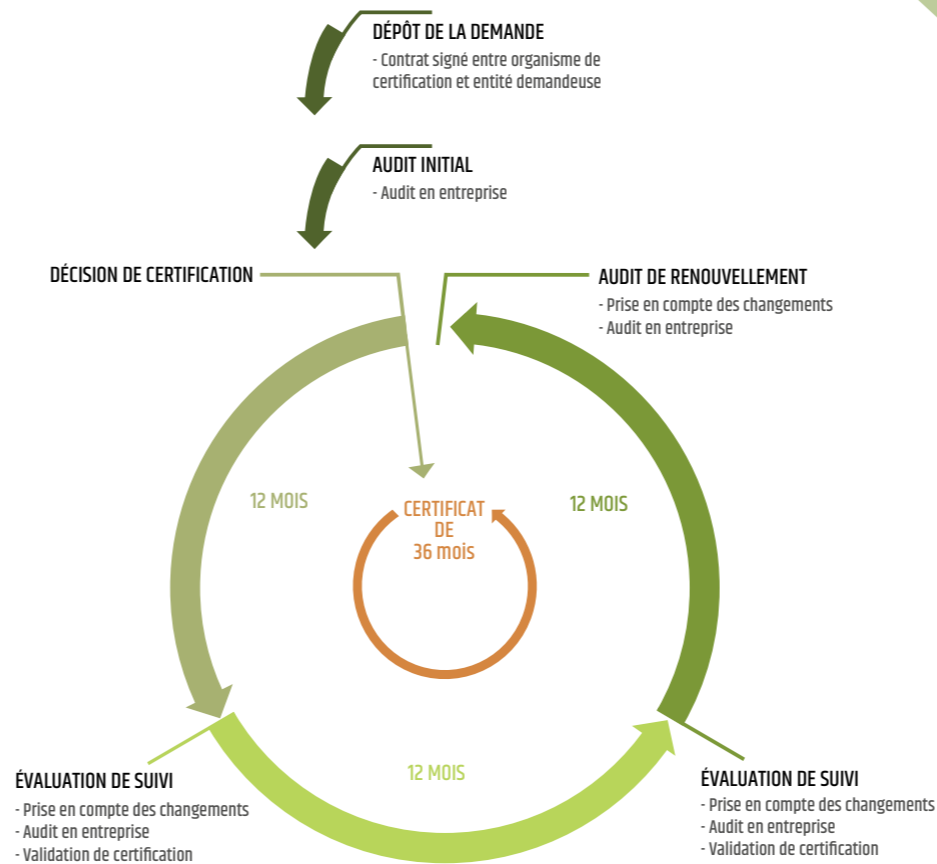 DÉPÔT DE LA DEMANDE
- Contrat signé entre organisme de
certification et entité demandeuse
AUDIT INITIAL
- Audit en entreprise
DÉCISION DE CERTIFICATION
AUDIT DE RENOUVELLEMENT
- Prise en compte des changements
- Audit en entreprise
12 MOIS
12 MOIS
CERTIFICAT
DE
36 mois
12 MOIS
ÉVALUATION DE SUIVI
- Prise en compte des changements
- Audit en entreprise
- Validation de certification
ÉVALUATION DE SUIVI
- Prise en compte des changements
- Audit en entreprise
- Validation de certification